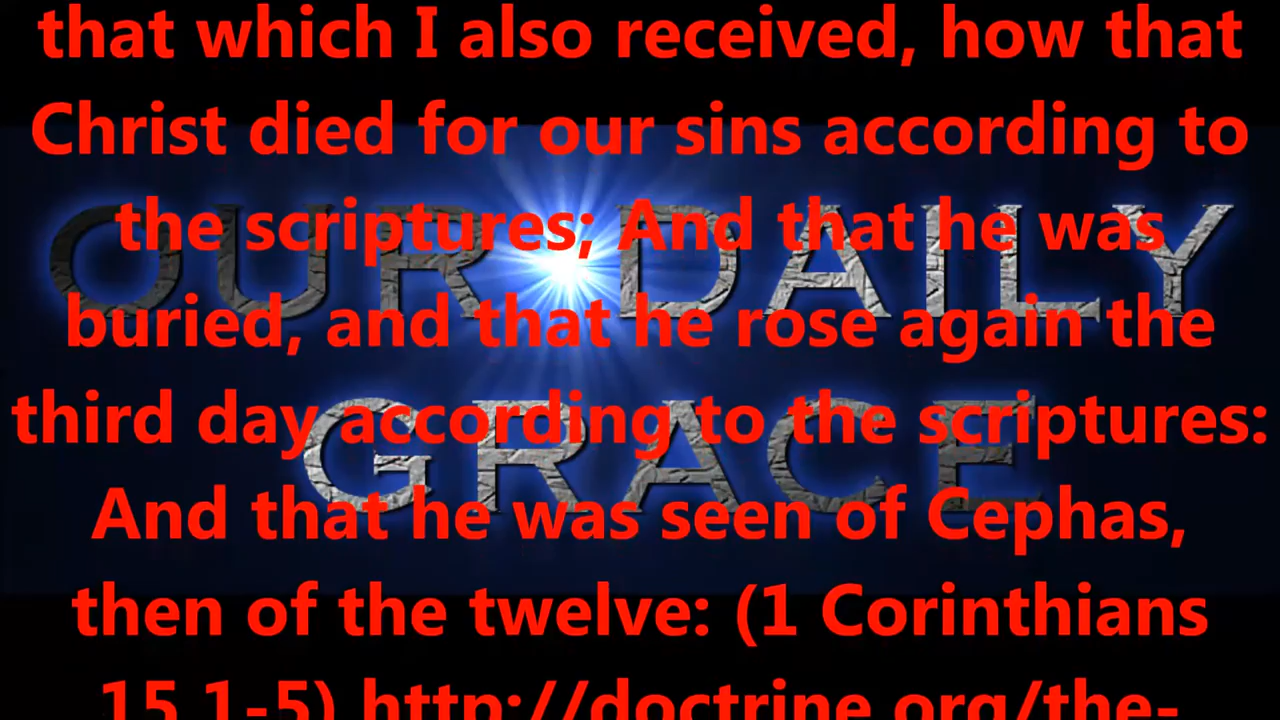 that which I also received, how that
Christ died for our sins according to
the scriptures; And that he was
buried, and that he rose again the
third day according to the scriptures:
And that he was seen of Cephas,
then of the twelve: (1 Corinthians
15.1-5) http://doctrine.org/the-
OUR DAILY
GRACE